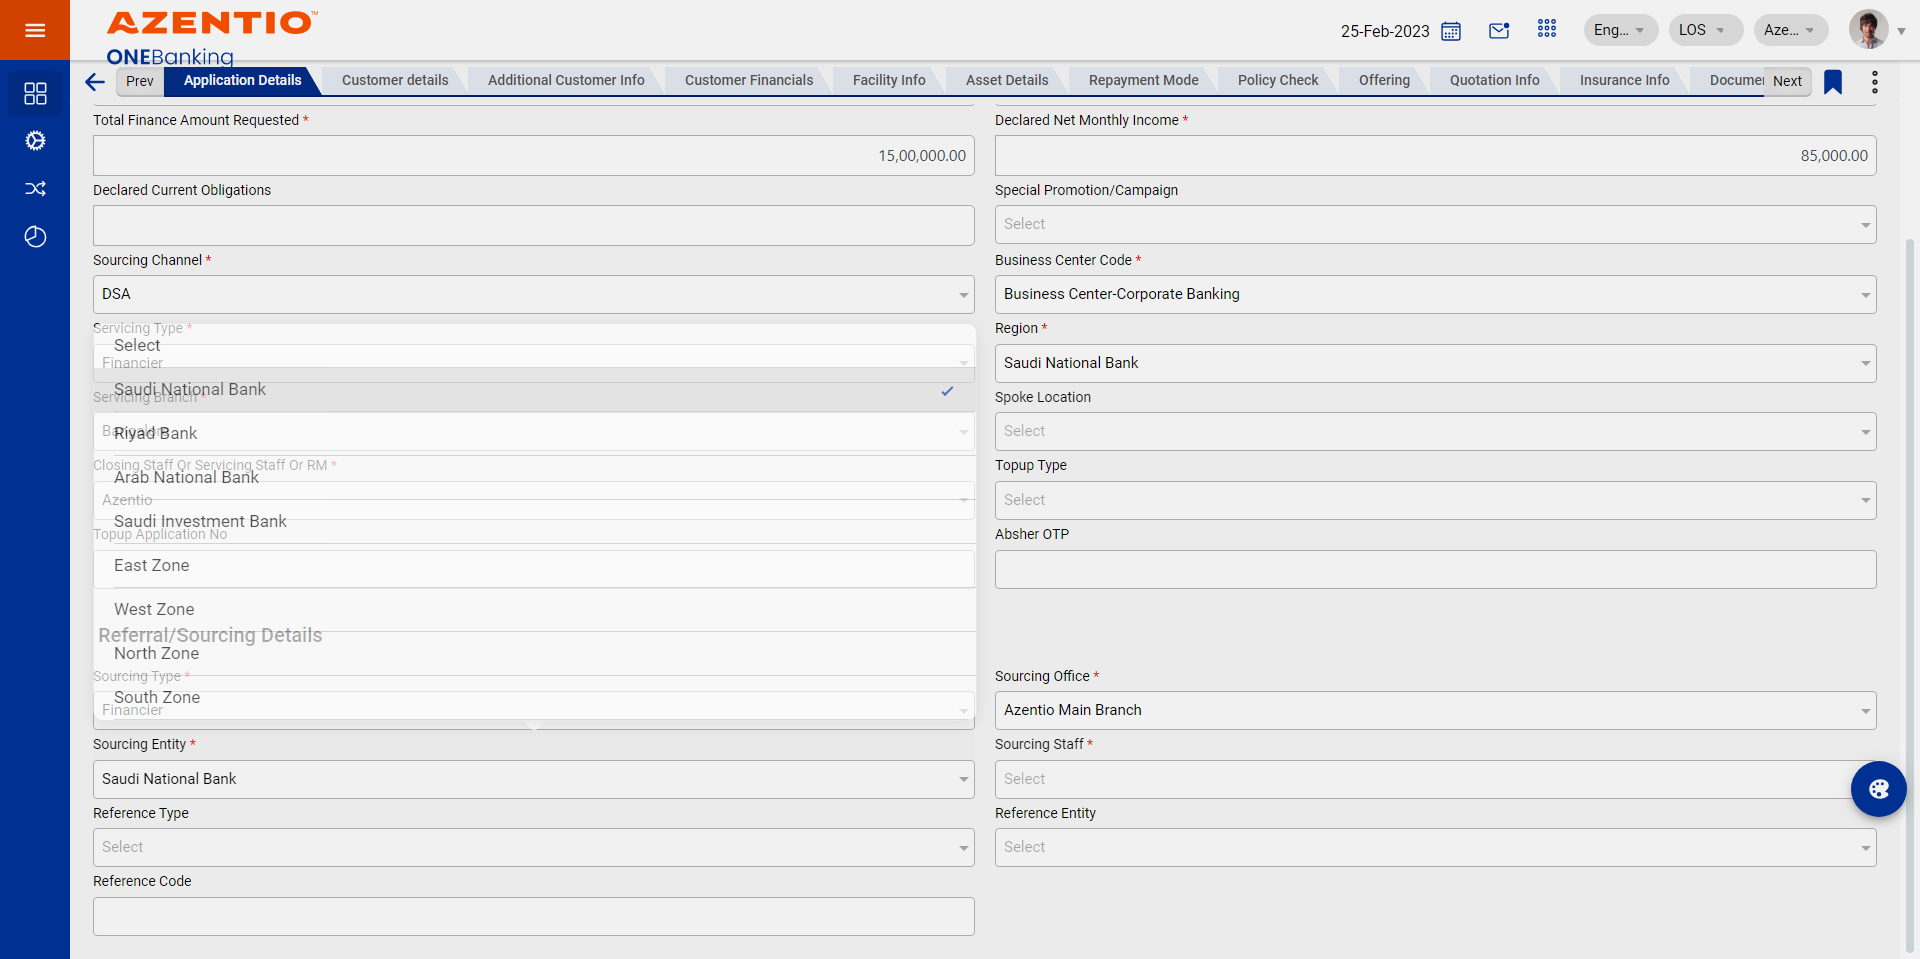 AZENTIO™
ONEBanking
25-Feb-2023
Eng...
LOS
Aze...
Prev
Application Details
Customer details
Additional Customer Info
Customer Financials
Facility Info
Asset Details
Repayment Mode
Policy Check
Offering
Quotation Info
Insurance Info
Documer
Next
Total Finance Amount Requested *
Declared Net Monthly Income *
15,00,000.00
85,000.00
Declared Current Obligations
Special Promotion/Campaign
Select
Sourcing Channel *
Business Center Code *
DSA
Business Center-Corporate Banking
Servicing Type *
Region *
Select
Financier
Saudi National Bank
Saudi National Bank
Servicing Branch *
Spoke Location
Riyad Bank
Select
Closing Staff Or Servicing Staff Or RM *
Topup Type
Arab National Bank
Azentio
Select
Saudi Investment Bank
Topup Application No
Absher OTP
East Zone
West Zone
Referral/Sourcing Details
North Zone
Sourcing Type *
Sourcing Office *
South Zone
Financier
Azentio Main Branch
Sourcing Entity *
Sourcing Staff *
Saudi National Bank
Select
Reference Type
Reference Entity
Select
Select
Reference Code